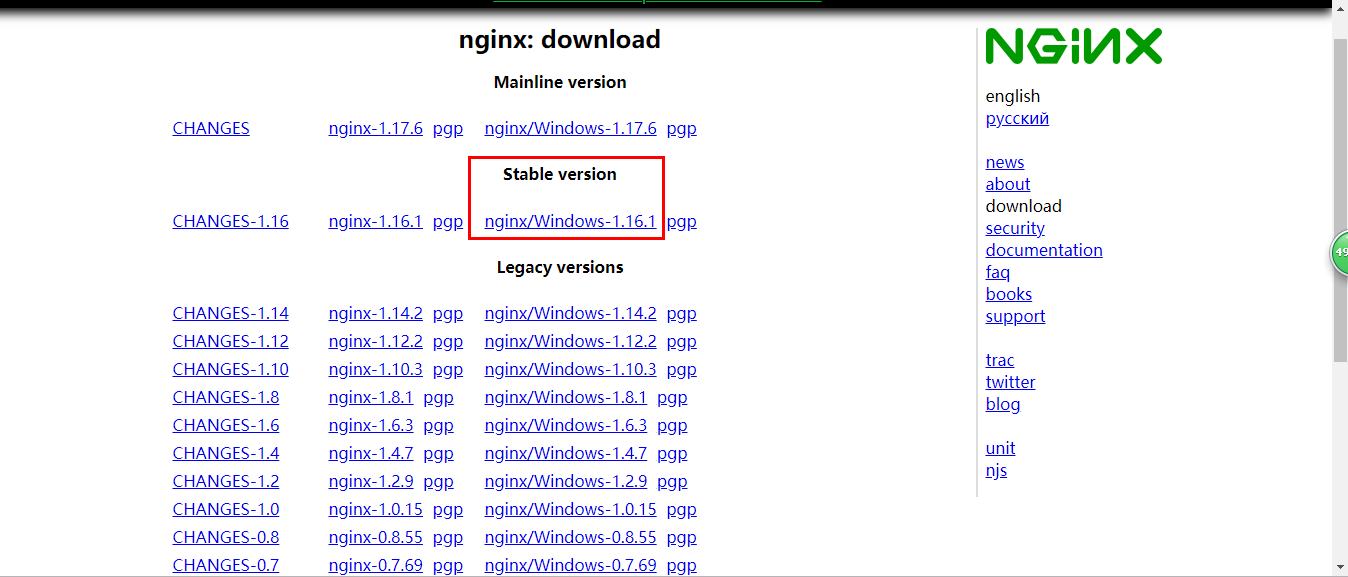 nginx: download
Mainline version
CHANGES nginx-1.17.6 pgp nginx/Windows-1.17.6 pgp
Stable version
CHANGES-1.16 nginx-1.16.1 pgp nginx/Windows-1.16.1 pgp
Legacy versions
CHANGES-1.14 nginx-1.14.2 pgp nginx/Windows-1.14.2 pgp
CHANGES-1.12 nginx-1.12.2 pgp nginx/Windows-1.12.2 pgp
CHANGES-1.10 nginx-1.10.3 pgp nginx/Windows-1.10.3 pgp
CHANGES-1.8 nginx-1.8.1 pgp nginx/Windows-1.8.1 pgp
CHANGES-1.6 nginx-1.6.3 pgp nginx/Windows-1.6.3 pgp
CHANGES-1.4 nginx-1.4.7 pgp nginx/Windows-1.4.7 pgp
CHANGES-1.2 nginx-1.2.9 pgp nginx/Windows-1.2.9 pgp
CHANGES-1.0 nginx-1.0.15 pgp nginx/Windows-1.0.15 pgp
CHANGES-0.8 nginx-0.8.55 pgp nginx/Windows-0.8.55 pgp
CHANGES-0.7 nginx-0.7.69 pgp nginx/Windows-0.7.69 pgp
NGINX
english
русский
news
about
download
security
documentation
faq
books
support
trac
twitter
blog
unit
njs